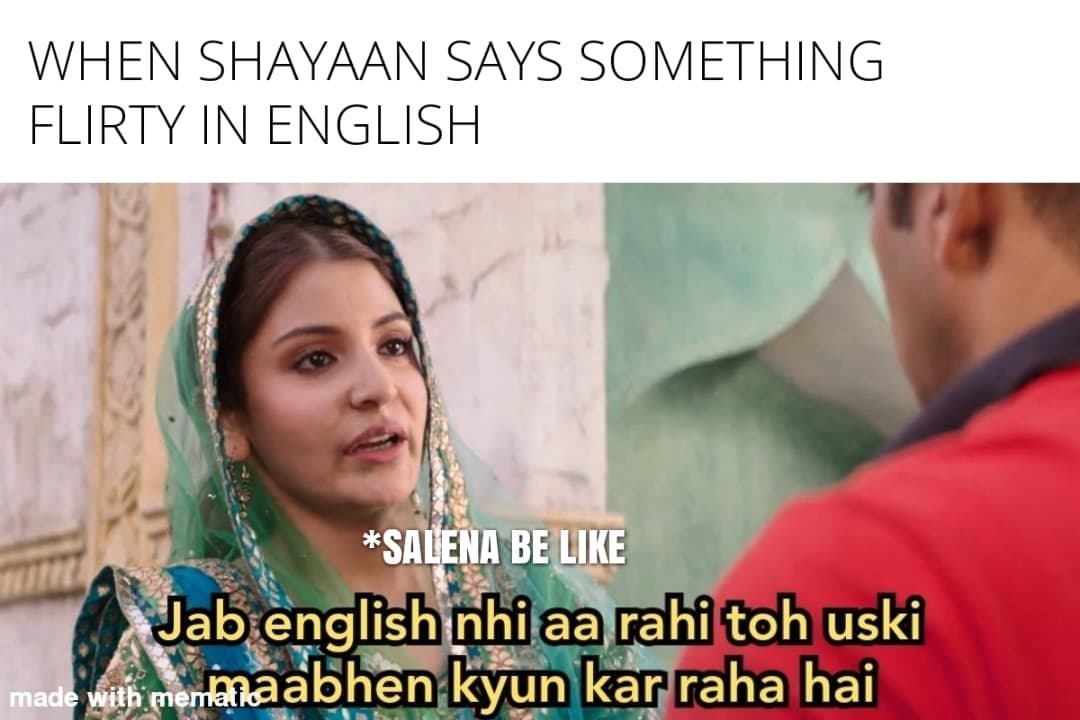 WHEN SHAYAAN SAYS SOMETHING
FLIRTY IN ENGLISH
*SALENA BE LIKE
Jab english nhi aa rahi toh uski
maabhen kyun kar raha hai
made with mematic